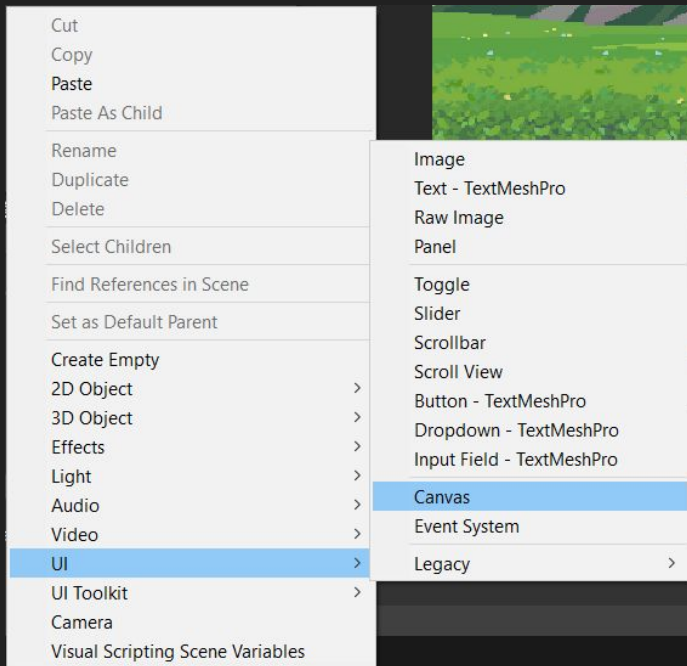 Cut
Copy
Paste
Paste As Child
Rename
Duplicate
Delete
Select Children
Find References in Scene
Set as Default Parent
Create Empty
2D Object
3D Object
Effects
Light
Audio
Video
UI
UI Toolkit
Camera
Visual Scripting Scene Variables
Image
Text - TextMeshPro
Raw Image
Panel
Toggle
Slider
Scrollbar
Scroll View
Button - TextMeshPro
Dropdown - TextMeshPro
Input Field - TextMeshPro
Canvas
Event System
Legacy